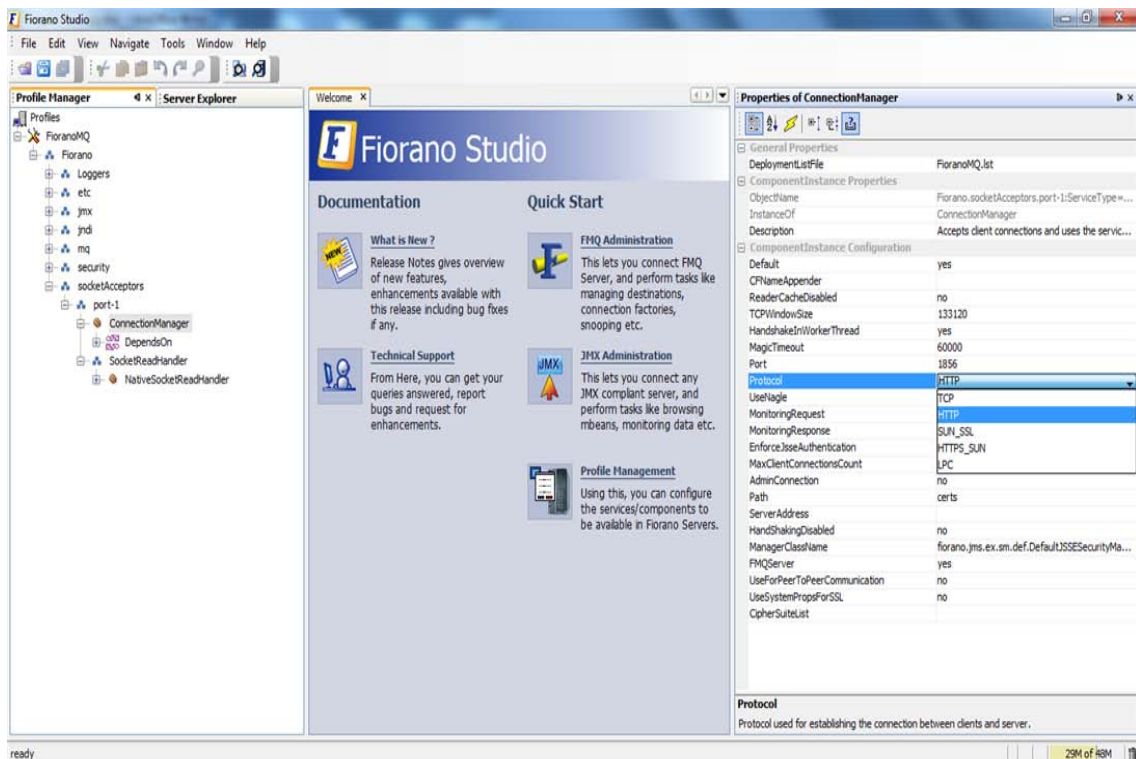 Fiorano Studio
File Edit View Navigate Tools Window Help
Profile Manager
Server Explorer
Profiles
FioranoMQ
Fiorano
Loggers
etc
jmx
jndi
mq
security
socketAcceptors
port-1
ConnectionManager
DependsOn
SocketReadHandler
NativeSocketReadHandler
Welcome
Fiorano Studio
Documentation
What is New ?
Release Notes gives overview
of new features,
enhancements available with
this release including bug fixes
if any.
Technical Support
From Here, you can get your
queries answered, report
bugs and request for
enhancements.
Quick Start
FMQ Administration
This lets you connect FMQ
Server, and perform tasks like
managing destinations,
connection factories,
snooping etc.
JMX Administration
This lets you connect any
JMX compliant server, and
perform tasks like browsing
mbeans, monitoring data etc.
Profile Management
Using this, you can configure
the services/components to
be available in Fiorano Servers.
Properties of ConnectionManager
General Properties
DeploymentListFile FioranoMQ.lst
ComponentInstance Properties
ObjectName Fiorano.socketAcceptors.port-1:ServiceType=...
InstanceOf ConnectionManager
Description Accepts client connections and uses the servic...
ComponentInstance Configuration
Default yes
CFNameAppender
ReaderCacheDisabled no
TCPWindowSize 133120
HandshakeInWorkerThread yes
MagicTimeout 60000
Port 1856
Protocol HTTP
UseNagle TCP
MonitoringRequest HTTP
MonitoringResponse SUN_SSL
EnforceJsseAuthentication HTTPS_SUN
MaxClientConnectionsCount LPC
AdminConnection no
Path certs
ServerAddress
HandShakingDisabled no
ManagerClassName fiorano.jms.ex.sm.def.DefaultJSSESecurityMa...
FMQServer yes
UseForPeerToPeerCommunication no
UseSystemPropsForSSL no
CipherSuiteList
Protocol
Protocol used for establishing the connection between clients and server.
ready
29M of 48M